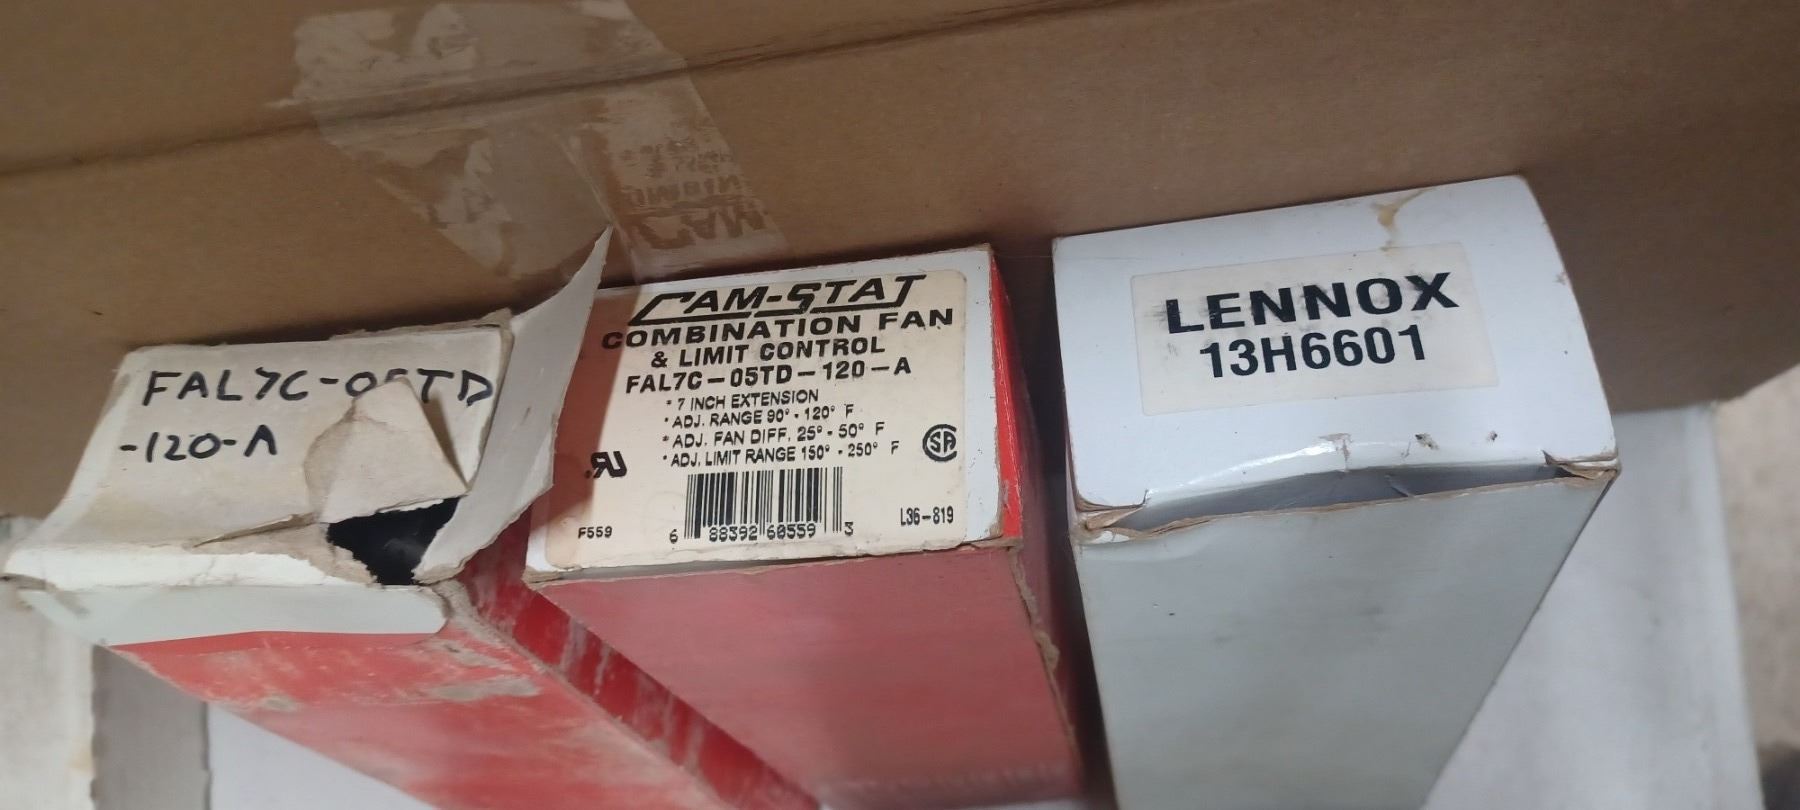 FAL7C-05TD
-120-A
CAM-STAT
COMBINATION FAN
& LIMIT CONTROL
FAL7C-05TD-120-A
* 7 INCH EXTENSION
* ADJ. RANGE 90° - 120° F
* ADJ. FAN DIFF. 25° - 50° F
* ADJ. LIMIT RANGE 150° - 250° F
F559
6 88392 60559 3
L36-819
LENNOX
13H6601